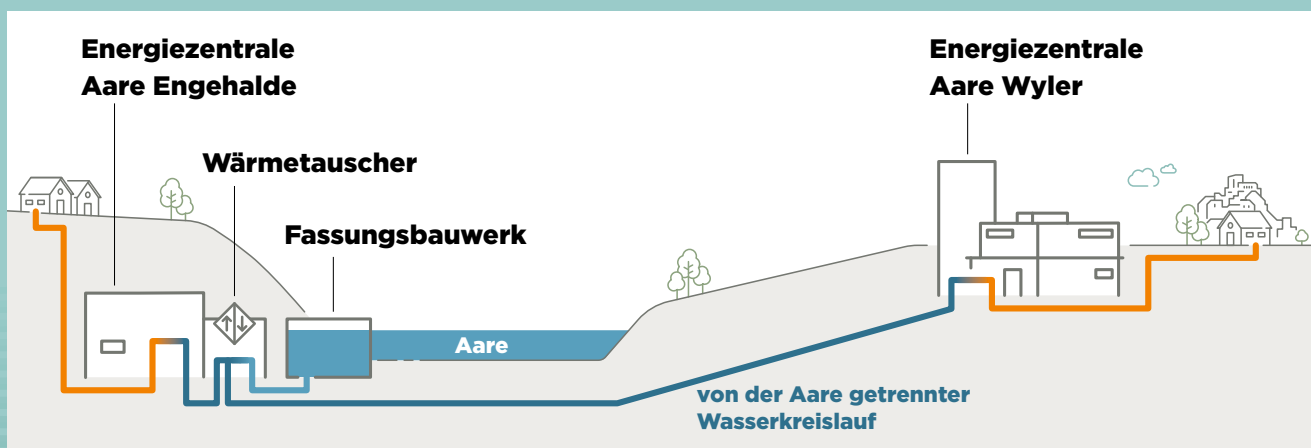 Energiezentrale
Aare Engehalde
Wärmetauscher
Fassungsbauwerk
Energiezentrale
Aare Wyler
Aare
von der Aare getrennter
Wasserkreislauf